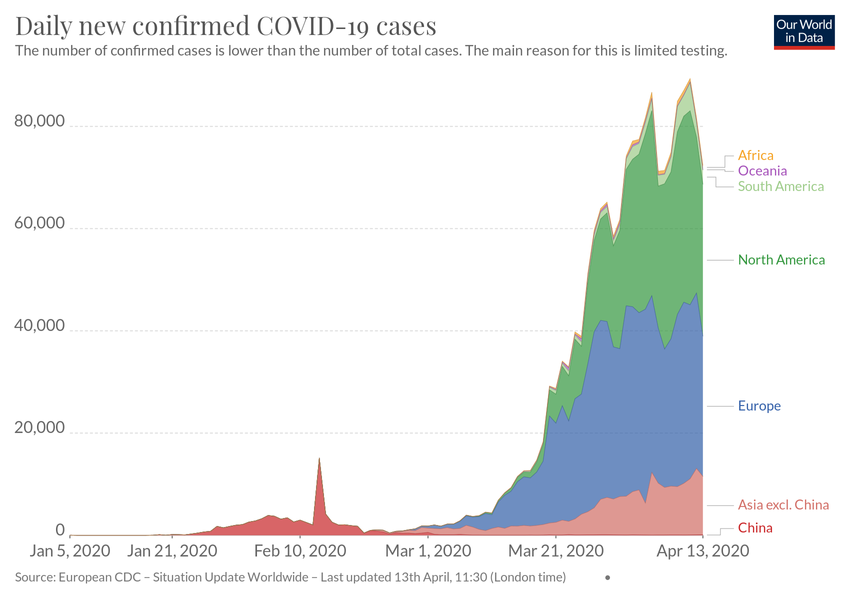 Daily new confirmed COVID-19 cases
Our World
in Data
The number of confirmed cases is lower than the number of total cases. The main reason for this is limited testing.
80,000
Africa
Oceania
South America
60,000
North America
40,000
Europe
20,000
Asia excl. China
China
0
Jan 5, 2020
Jan 21, 2020
Feb 10, 2020
Mar 1, 2020
Mar 21, 2020
Apr 13, 2020
Source: European CDC – Situation Update Worldwide – Last updated 13th April, 11:30 (London time)